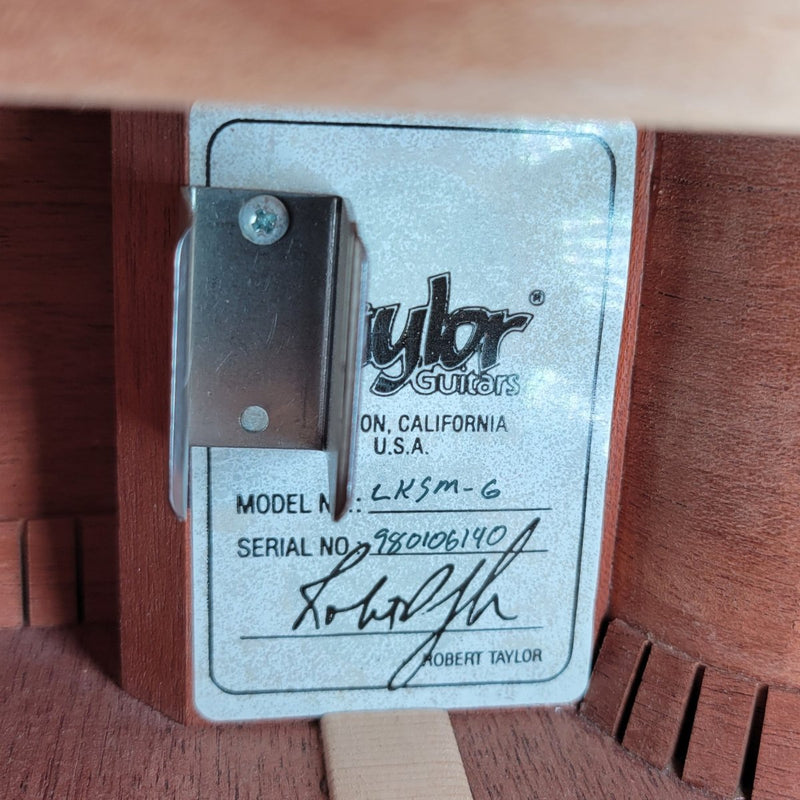 aylor®
Guitars
ON, CALIFORNIA
U.S.A.
MODEL N.: LKSM-6
SERIAL NO.: 980106140
ROBERT TAYLOR